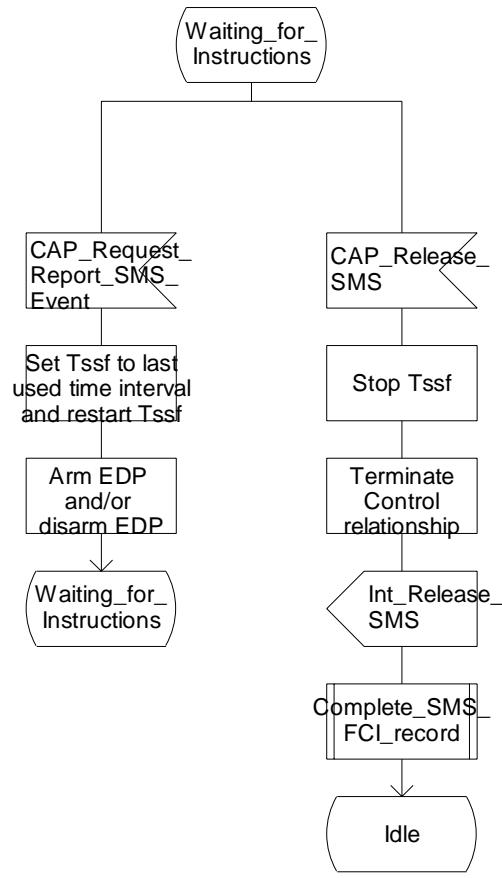 Waiting_for_
Instructions
CAP_Request_
Report_SMS_
Event
Set Tssf to last
used time interval
and restart Tssf
Arm EDP
and/or
disarm EDP
Waiting_for_
Instructions
CAP_Release_
SMS
Stop Tssf
Terminate
Control
relationship
Int_Release_
SMS
Complete_SMS_
FCI_record
Idle